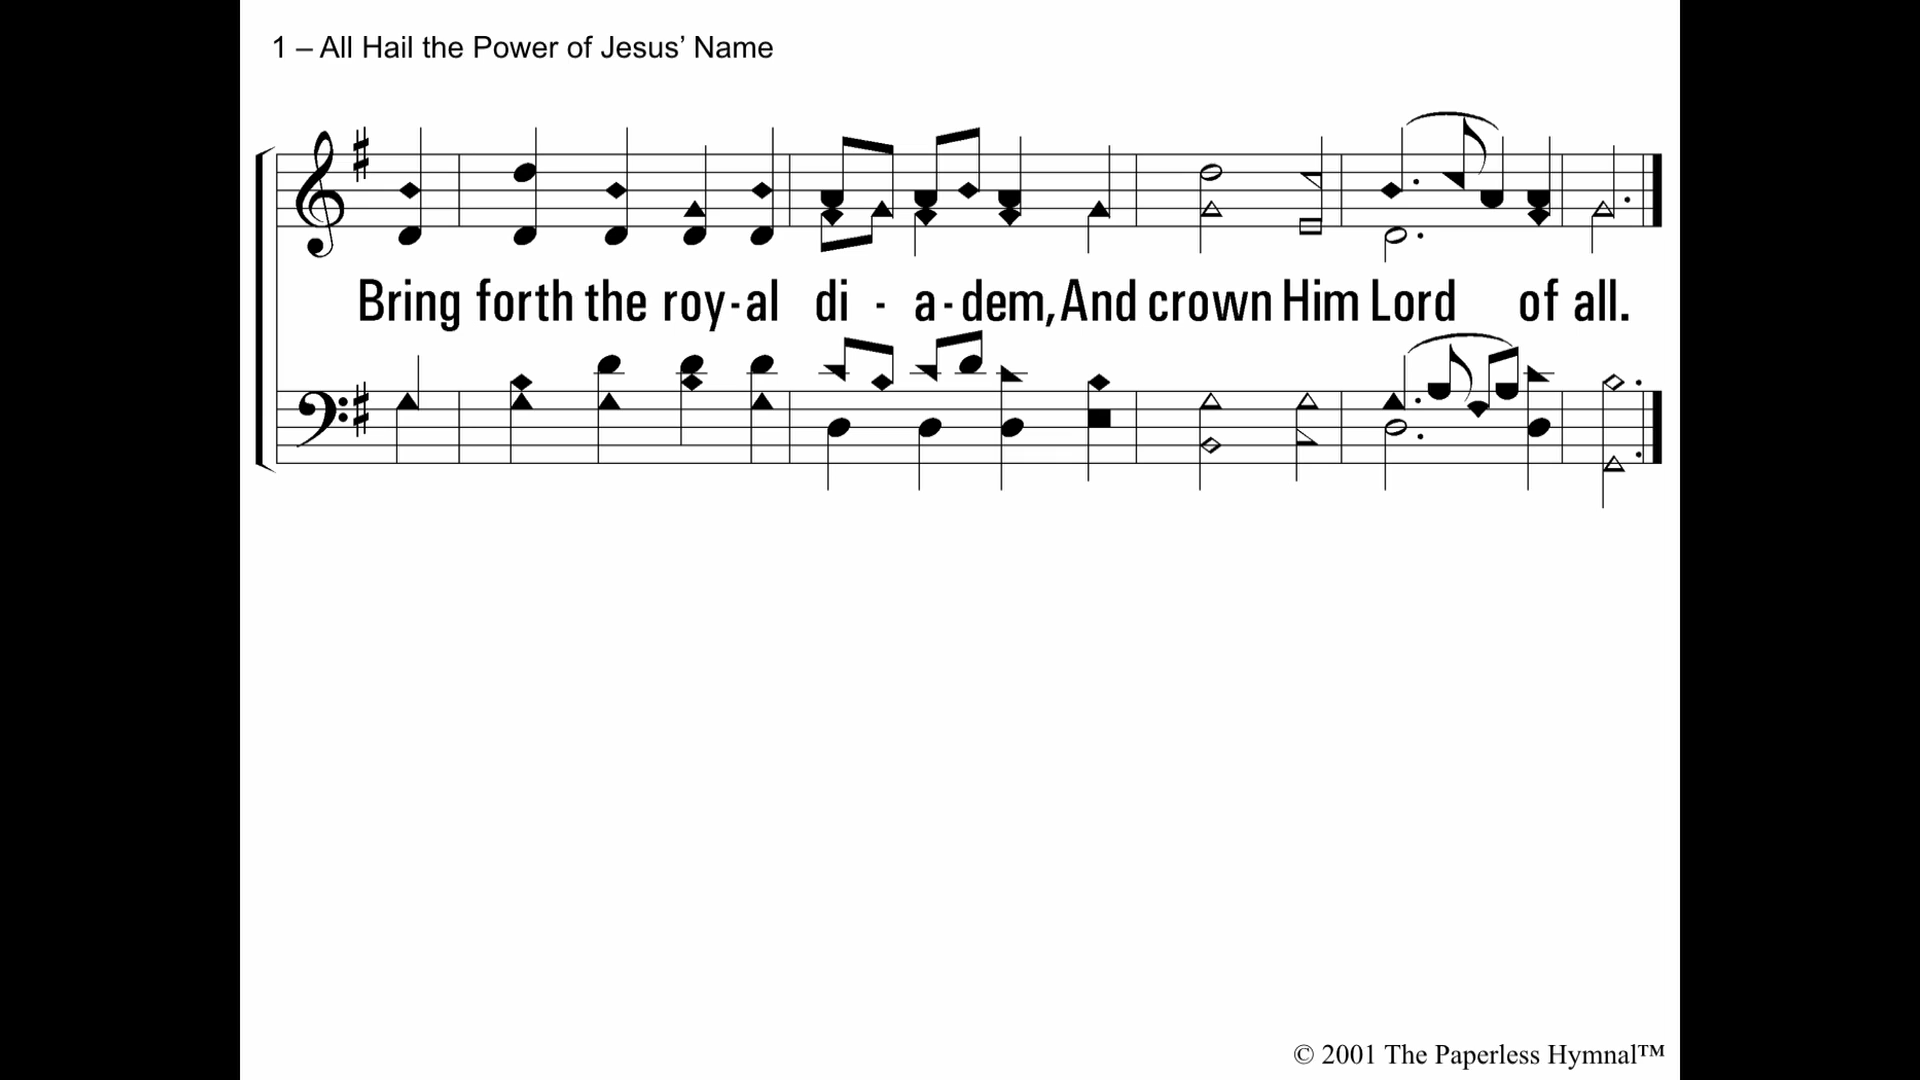 1 – All Hail the Power of Jesus’ Name
Bring forth the roy-al di - a-dem, And crown Him Lord of all.
© 2001 The Paperless Hymnal™